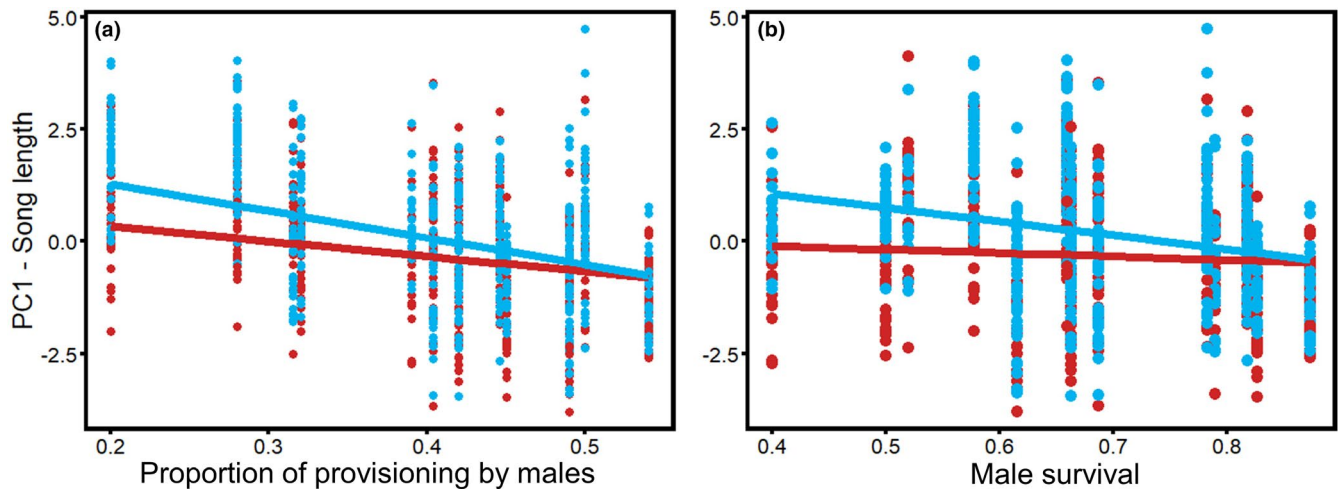 (a)
5.0
2.5
0.0
-2.5
PC1 - Song length
0.2 0.3 0.4 0.5
Proportion of provisioning by males
(b)
5.0
2.5
0.0
-2.5
0.4 0.5 0.6 0.7 0.8
Male survival